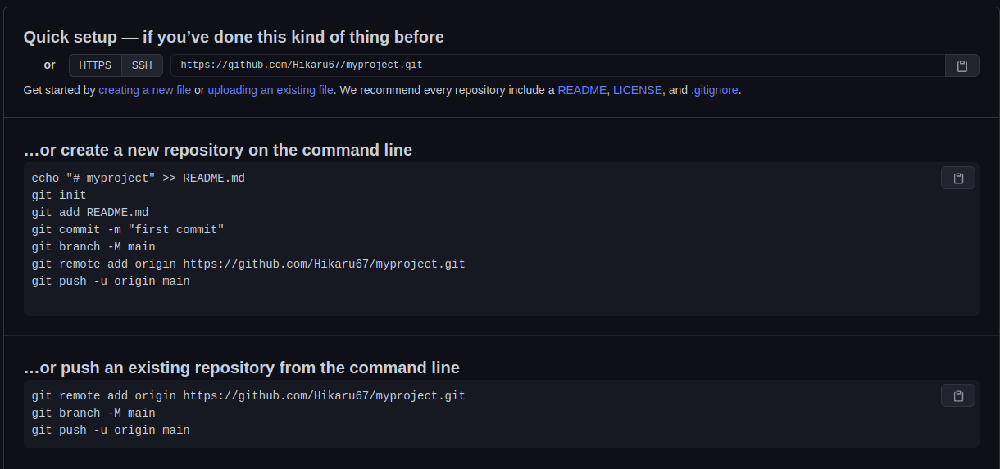 Quick setup — if you’ve done this kind of thing before
or HTTPS SSH https://github.com/Hikaru67/myproject.git
Get started by creating a new file or uploading an existing file. We recommend every repository include a README, LICENSE, and .gitignore.
…or create a new repository on the command line
echo "# myproject" >> README.md
git init
git add README.md
git commit -m "first commit"
git branch -M main
git remote add origin https://github.com/Hikaru67/myproject.git
git push -u origin main
…or push an existing repository from the command line
git remote add origin https://github.com/Hikaru67/myproject.git
git branch -M main
git push -u origin main